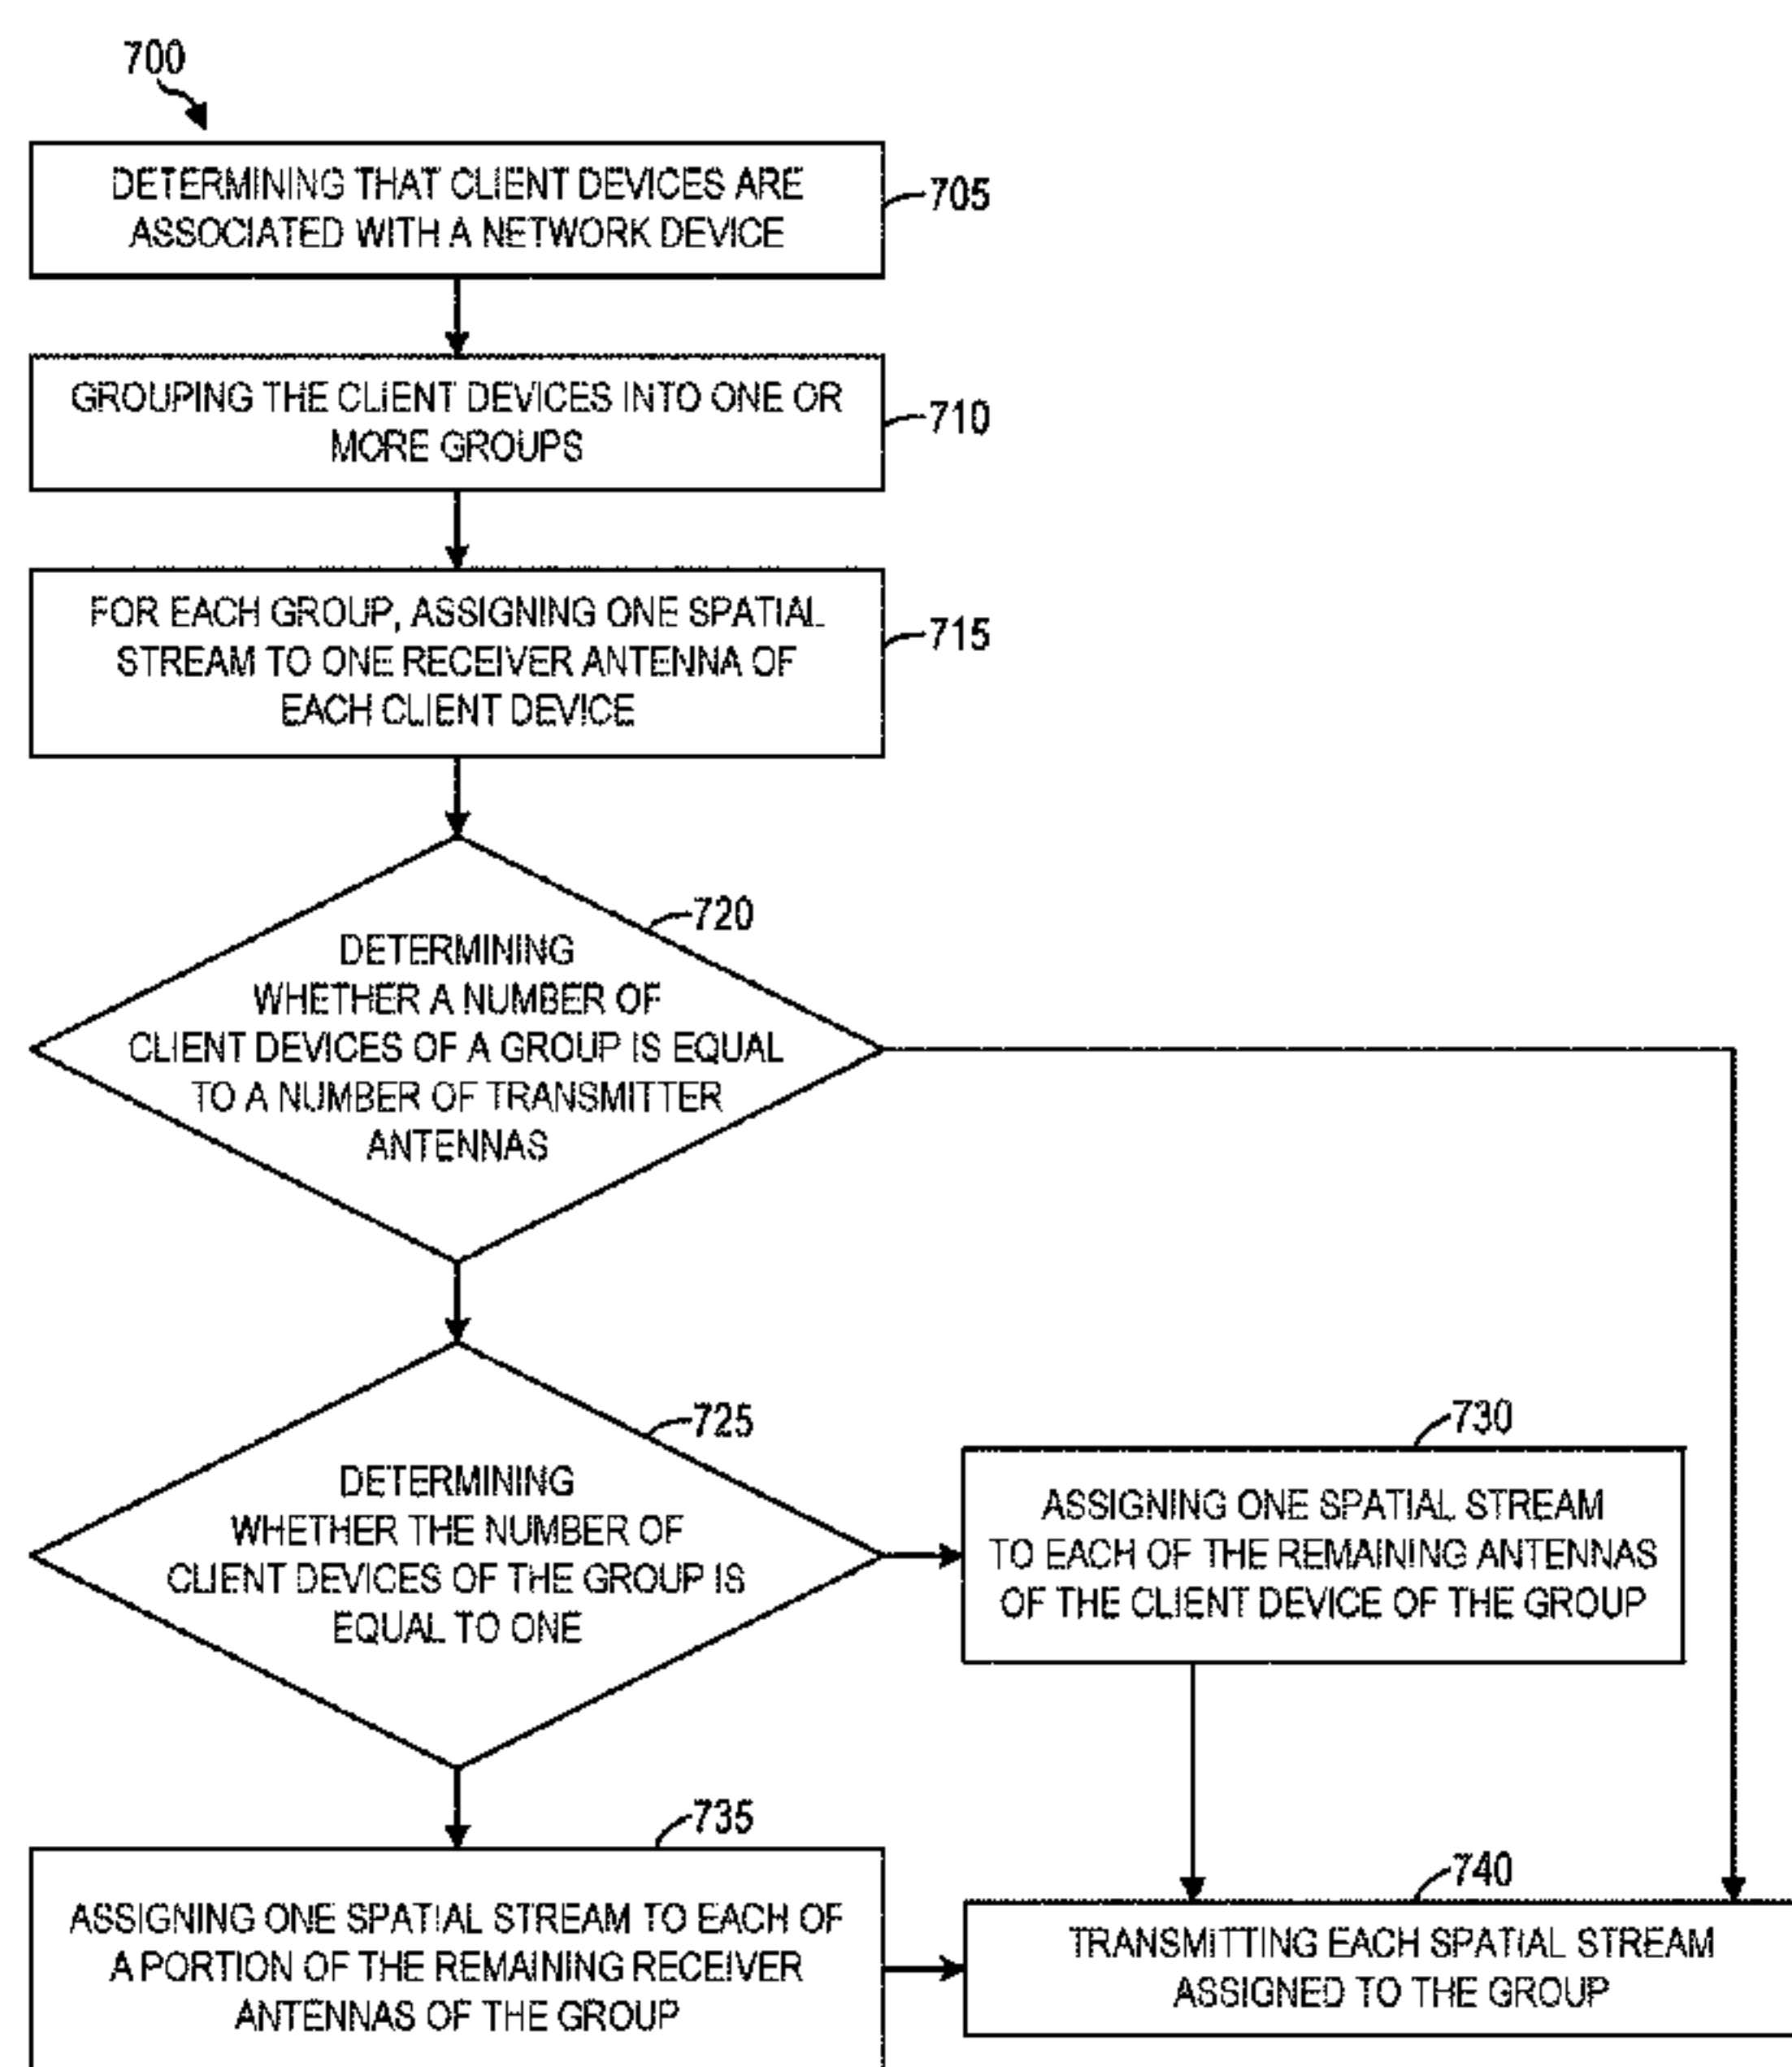 700
DETERMINING THAT CLIENT DEVICES ARE
ASSOCIATED WITH A NETWORK DEVICE
705
GROUPING THE CLIENT DEVICES INTO ONE OR
MORE GROUPS
710
FOR EACH GROUP, ASSIGNING ONE SPATIAL
STREAM TO ONE RECEIVER ANTENNA OF
EACH CLIENT DEVICE
715
720
DETERMINING
WHETHER A NUMBER OF
CLIENT DEVICES OF A GROUP IS EQUAL
TO A NUMBER OF TRANSMITTER
ANTENNAS
725
DETERMINING
WHETHER THE NUMBER OF
CLIENT DEVICES OF THE GROUP IS
EQUAL TO ONE
730
ASSIGNING ONE SPATIAL STREAM
TO EACH OF THE REMAINING ANTENNAS
OF THE CLIENT DEVICE OF THE GROUP
735
ASSIGNING ONE SPATIAL STREAM TO EACH OF
A PORTION OF THE REMAINING RECEIVER
ANTENNAS OF THE GROUP
740
TRANSMITTING EACH SPATIAL STREAM
ASSIGNED TO THE GROUP